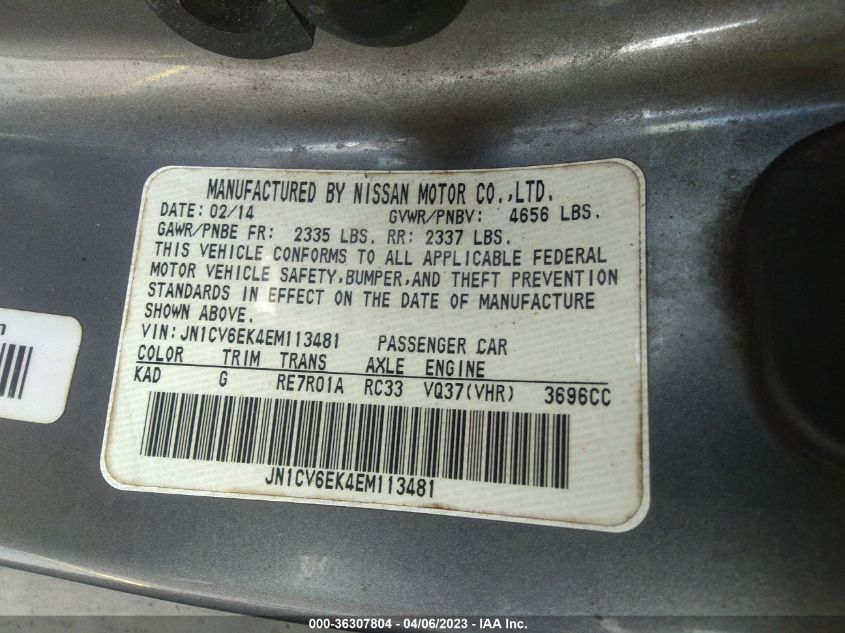 MANUFACTURED BY NISSAN MOTOR CO.,LTD.
DATE: 02/14 GVWR/PNBV: 4656 LBS.
GAWR/PNBE FR: 2335 LBS. RR: 2337 LBS.
THIS VEHICLE CONFORMS TO ALL APPLICABLE FEDERAL
MOTOR VEHICLE SAFETY,BUMPER,AND THEFT PREVENTION
STANDARDS IN EFFECT ON THE DATE OF MANUFACTURE
SHOWN ABOVE.
VIN:JN1CV6EK4EM113481 PASSENGER CAR
COLOR TRIM TRANS AXLE ENGINE
KAD G RE7R01A RC33 VQ37(VHR) 3696CC
JN1CV6EK4EM113481
000-36307804 - 04/06/2023 - IAA Inc.